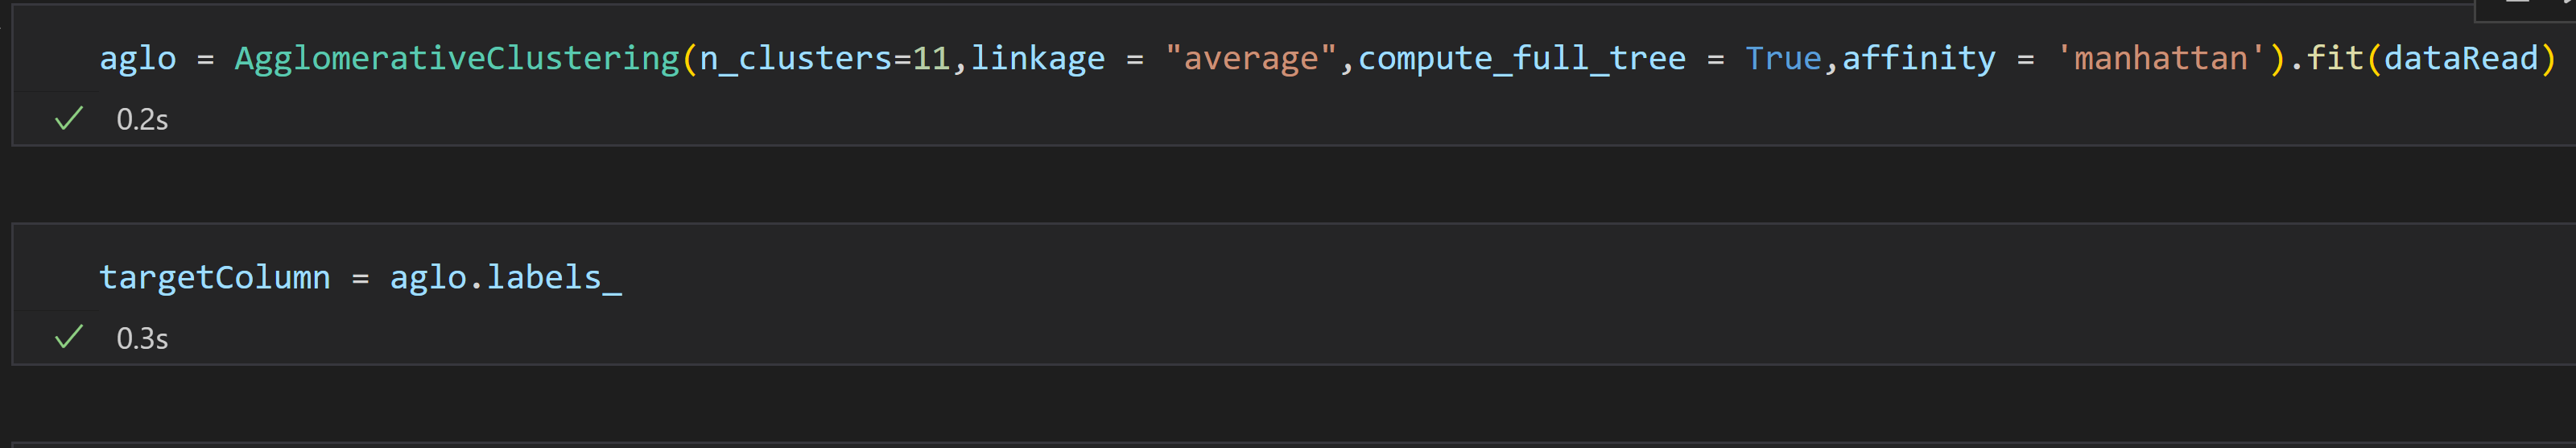 aglo = AgglomerativeClustering(n_clusters=11,linkage = "average",compute_full_tree = True,affinity = 'manhattan').fit(dataRead)
0.2s
targetColumn = aglo.labels_
0.3s